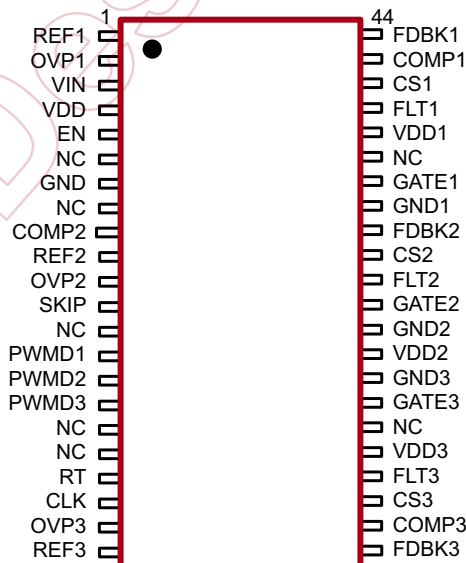 1 44
REF1 FDBK1
OVP1 COMP1
VIN CS1
VDD FLT1
EN VDD1
NC NC
GND GATE1
NC GND1
COMP2 FDBK2
REF2 CS2
OVP2 FLT2
SKIP GATE2
NC GND2
PWMD1 VDD2
PWMD2 GND3
PWMD3 GATE3
NC NC
NC VDD3
RT FLT3
CLK CS3
OVP3 COMP3
REF3 FDBK3